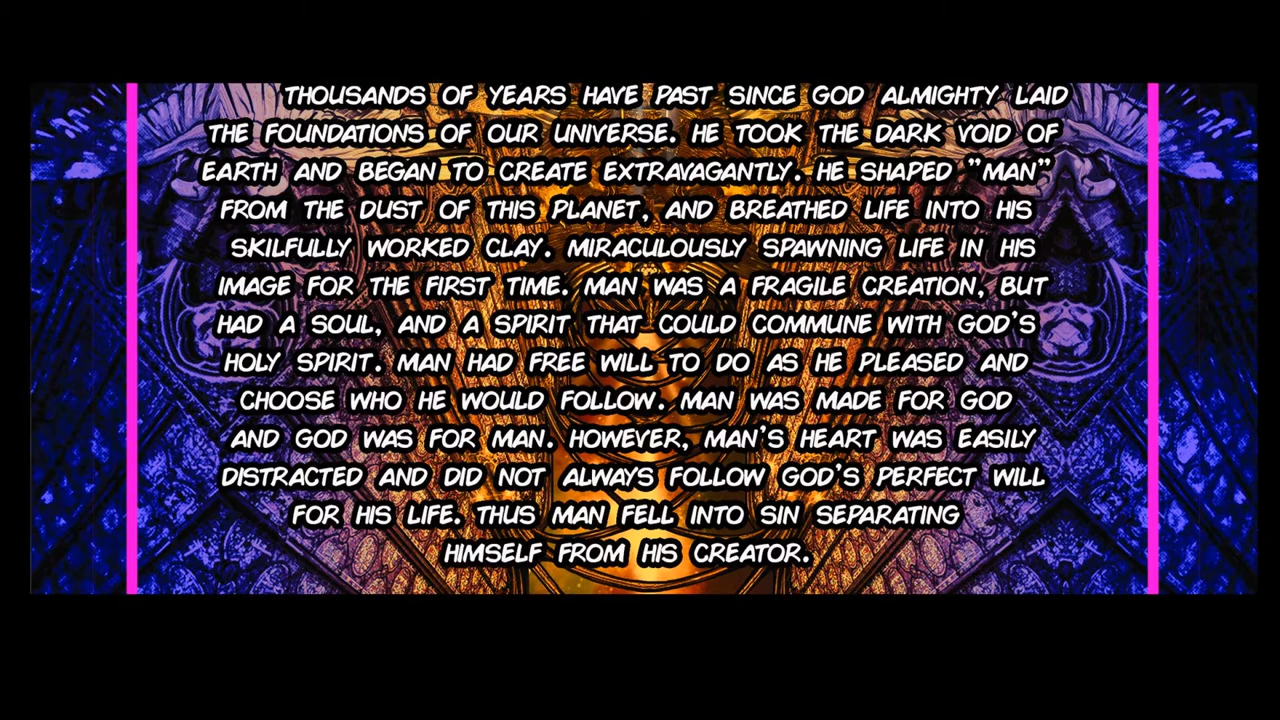 THOUSANDS OF YEARS HAVE PAST SINCE GOD ALMIGHTY LAID
THE FOUNDATIONS OF OUR UNIVERSE. HE TOOK THE DARK VOID OF
EARTH AND BEGAN TO CREATE EXTRAVAGANTLY. HE SHAPED "MAN"
FROM THE DUST OF THIS PLANET, AND BREATHED LIFE INTO HIS
SKILFULLY WORKED CLAY. MIRACULOUSLY SPAWNING LIFE IN HIS
IMAGE FOR THE FIRST TIME. MAN WAS A FRAGILE CREATION, BUT
HAD A SOUL, AND A SPIRIT THAT COULD COMMUNE WITH GOD'S
HOLY SPIRIT. MAN HAD FREE WILL TO DO AS HE PLEASED AND
CHOOSE WHO HE WOULD FOLLOW. MAN WAS MADE FOR GOD
AND GOD WAS FOR MAN. HOWEVER, MAN'S HEART WAS EASILY
DISTRACTED AND DID NOT ALWAYS FOLLOW GOD'S PERFECT WILL
FOR HIS LIFE. THUS MAN FELL INTO SIN SEPARATING
HIMSELF FROM HIS CREATOR.